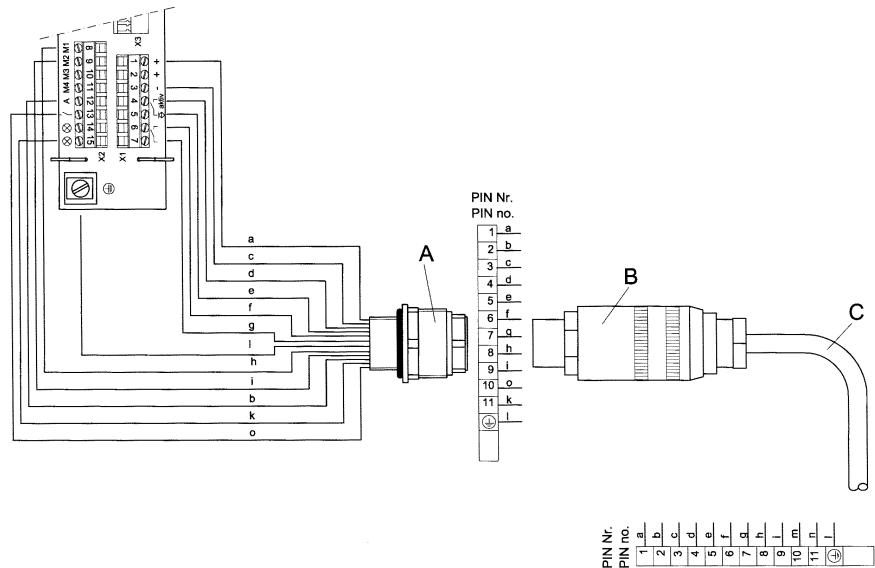 X3
M1 8
M2 9
M3 10
M4 11
A 12
13
14
15
X2
1 +
2 +
3 -
4
5
6
7
aktiv
X1
a
c
d
e
f
g
l
h
i
b
k
o
A
PIN Nr.
PIN no.
1 a
2 b
3 c
4 d
5 e
6 f
7 g
8 h
9 i
10 o
11 k
l
B
C
PIN Nr.
PIN no.
a b c d e f g h i m n l
1 2 3 4 5 6 7 8 9 10 11